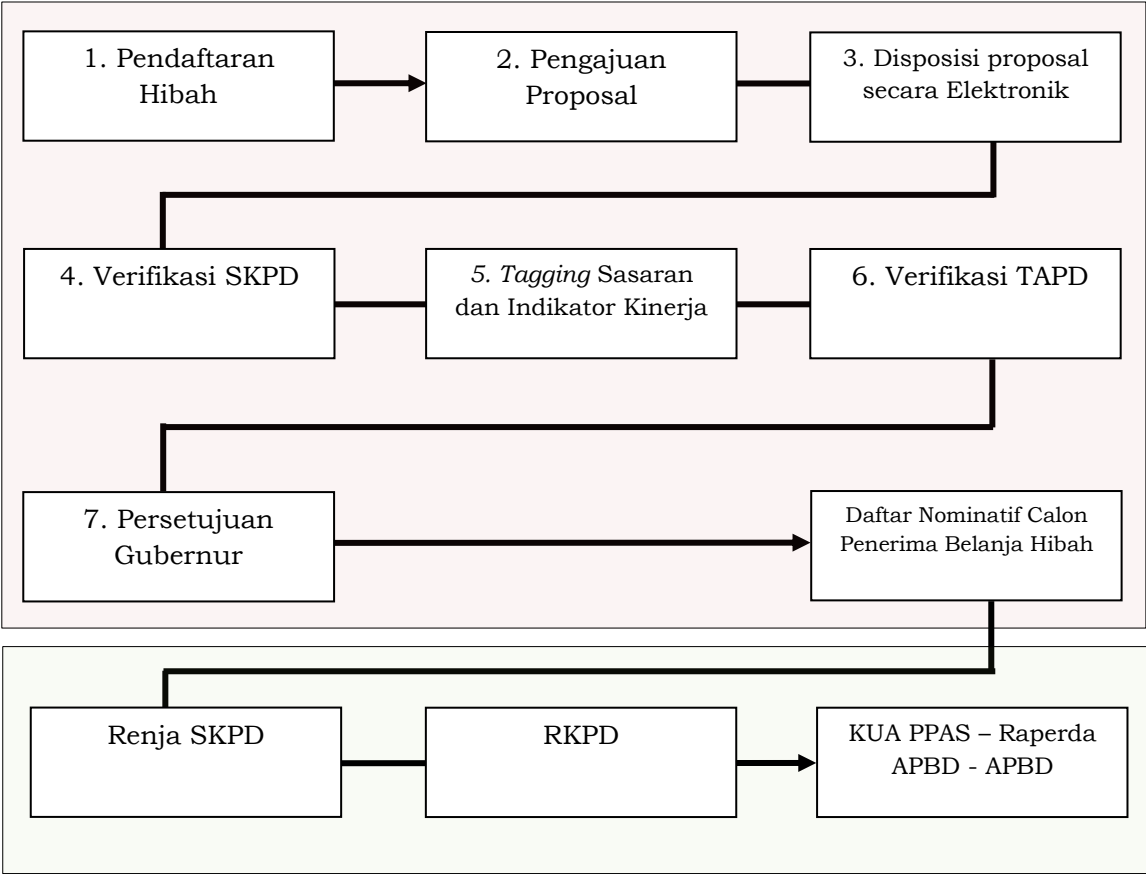 1. Pendaftaran
Hibah
2. Pengajuan
Proposal
3. Disposisi proposal
secara Elektronik
4. Verifikasi SKPD
5. Tagging Sasaran
dan Indikator Kinerja
6. Verifikasi TAPD
7. Persetujuan
Gubernur
Daftar Nominatif Calon
Penerima Belanja Hibah
Renja SKPD
RKPD
KUA PPAS – Raperda
APBD - APBD